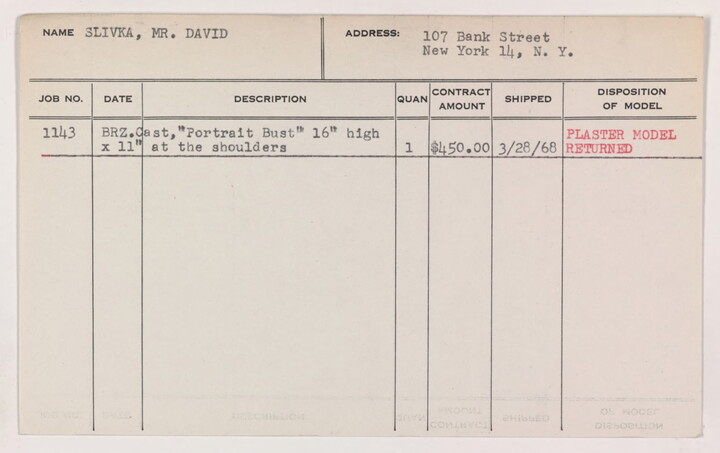 NAME SLIVKA, MR. DAVID
ADDRESS: 107 Bank Street
New York 14, N. Y.
JOB NO. DATE DESCRIPTION QUAN CONTRACT AMOUNT SHIPPED DISPOSITION OF MODEL
1143 BRZ.Cast,"Portrait Bust" 16" high PLASTER MODEL
x 11" at the shoulders 1 $450.00 3/28/68 RETURNED